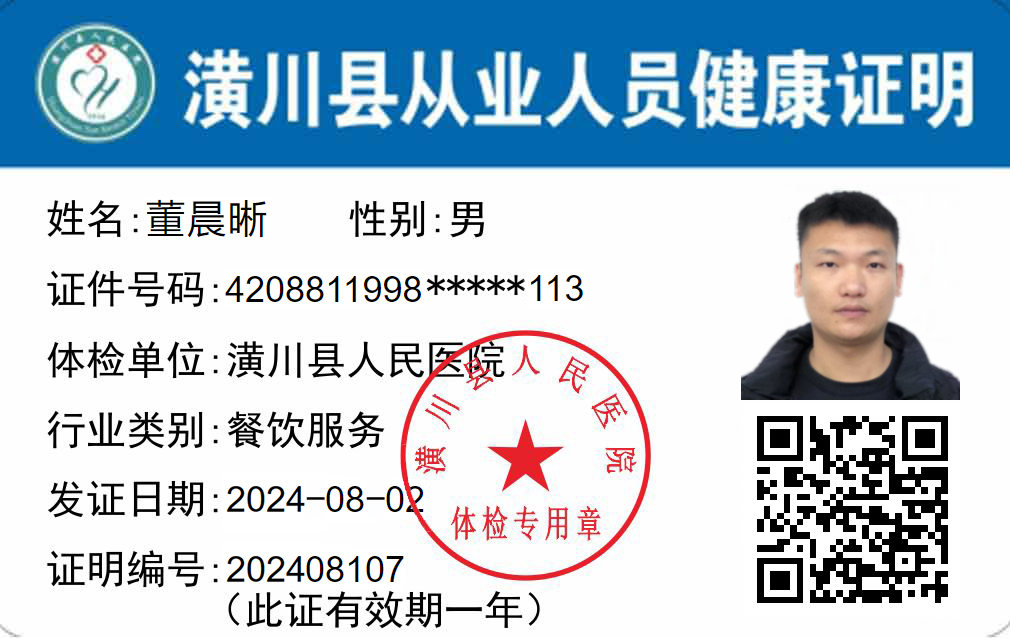 潢川县从业人员健康证明
姓名:董晨晰 性别:男
证件号码:4208811998*****113
体检单位:潢川县人民医院
行业类别:餐饮服务
发证日期:2024-08-02
证明编号:202408107
（此证有效期一年）
潢川县人民医院
体检专用章